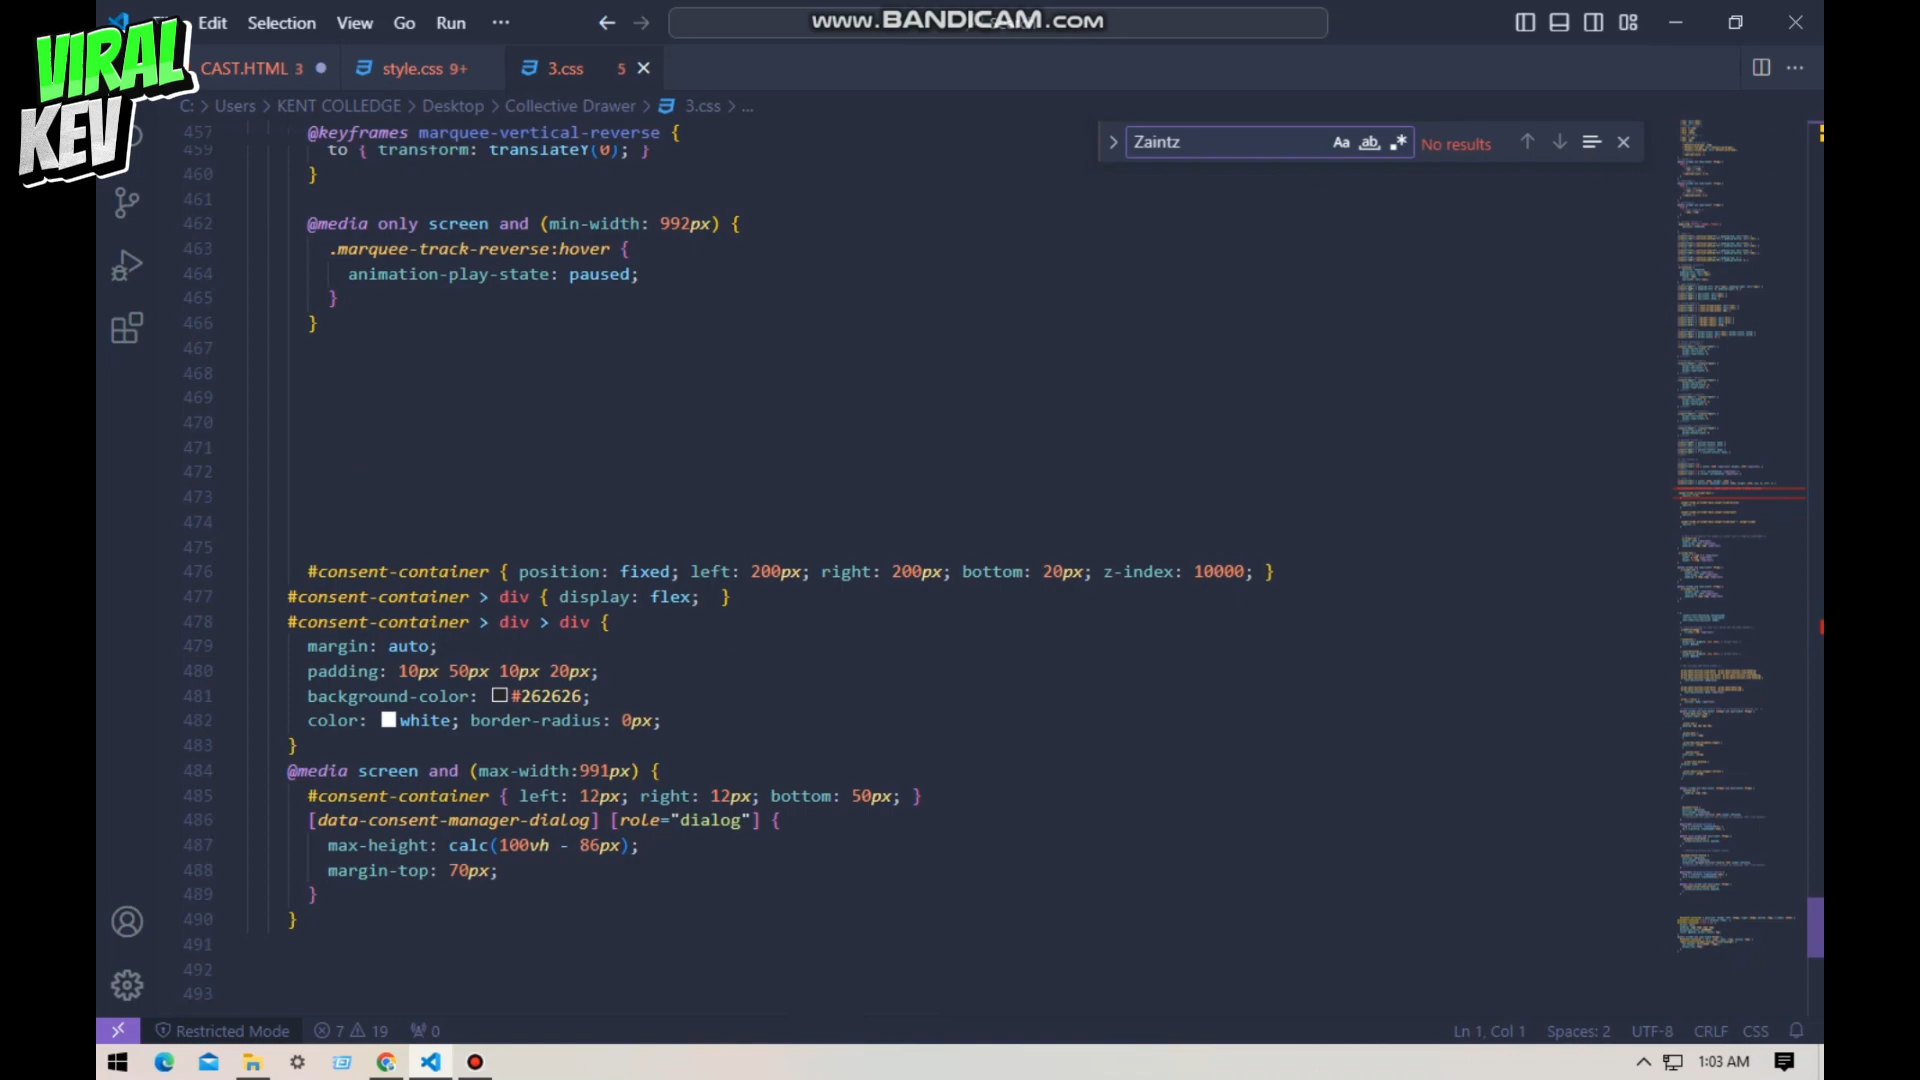 VIRAL
KEV
Edit Selection View Go Run ...
www.BANDICAM.com
CAST.HTML 3
style.css 9+
3.css 5
C: > Users > KENT COLLEDGE > Desktop > Collective Drawer > 3.css > ...
Zaintz
Aa ab .* No results
457 @keyframes marquee-vertical-reverse {
459 to { transform: translateY(0); }
460 }
461
462 @media only screen and (min-width: 992px) {
463 .marquee-track-reverse:hover {
464 animation-play-state: paused;
465 }
466 }
467
468
469
470
471
472
473
474
475
476 #consent-container { position: fixed; left: 200px; right: 200px; bottom: 20px; z-index: 10000; }
477 #consent-container > div { display: flex; }
478 #consent-container > div > div {
479 margin: auto;
480 padding: 10px 50px 10px 20px;
481 background-color: #262626;
482 color: white; border-radius: 0px;
483 }
484 @media screen and (max-width:991px) {
485 #consent-container { left: 12px; right: 12px; bottom: 50px; }
486 [data-consent-manager-dialog] [role="dialog"] {
487 max-height: calc(100vh - 86px);
488 margin-top: 70px;
489 }
490 }
491
492
493
Restricted Mode 7 19 0
Ln 1, Col 1 Spaces: 2 UTF-8 CRLF CSS
1:03 AM